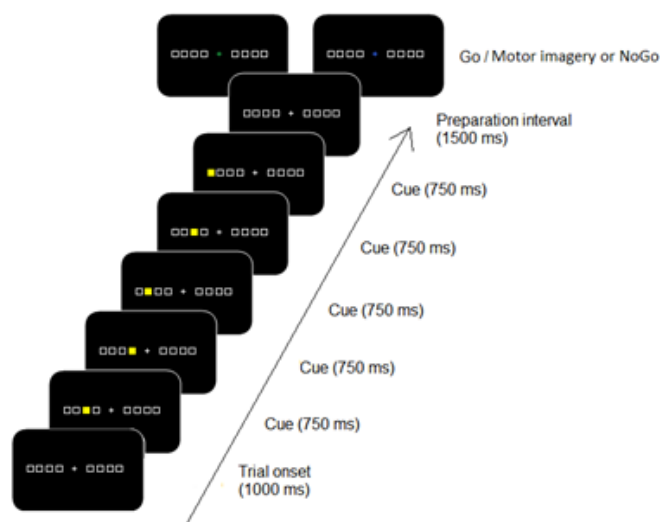 Go / Motor imagery or NoGo
Preparation interval
(1500 ms)
Cue (750 ms)
Cue (750 ms)
Cue (750 ms)
Cue (750 ms)
Cue (750 ms)
Trial onset
(1000 ms)